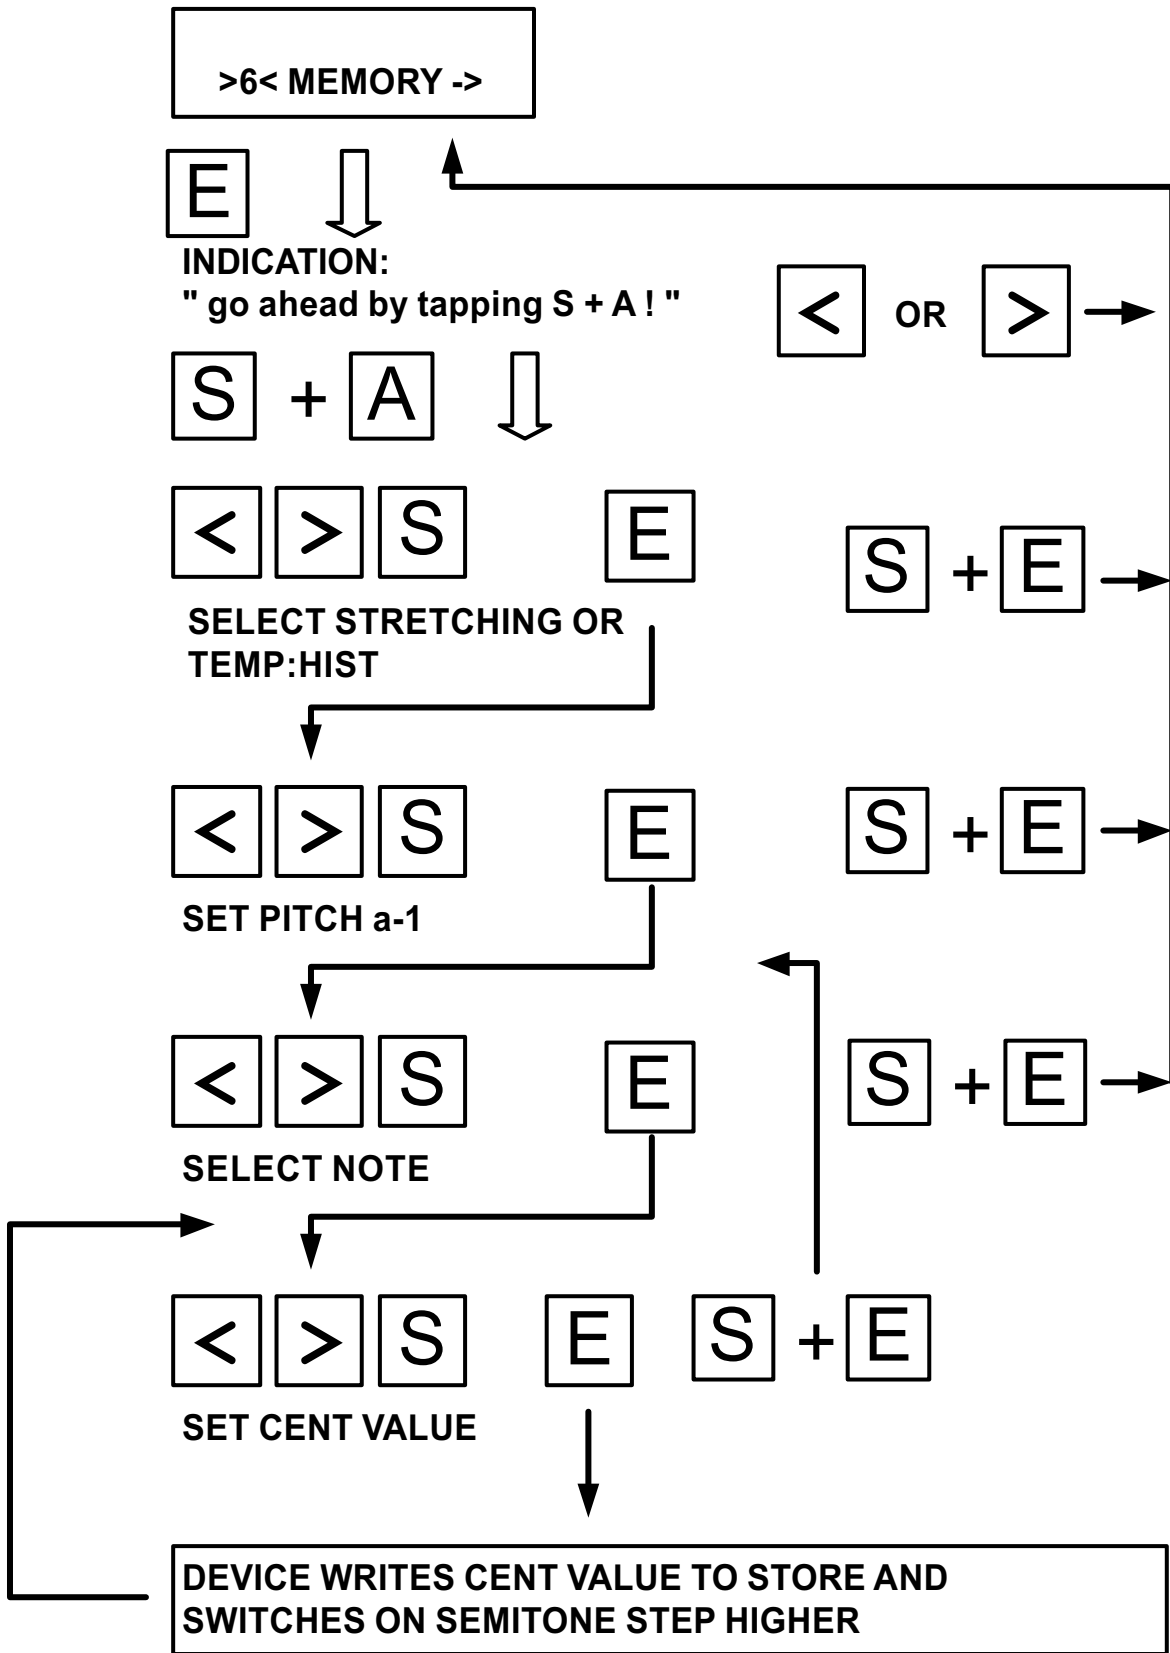 >6< MEMORY ->
E
INDICATION:
" go ahead by tapping S + A ! "
< OR >
S + A
< > S E S + E
SELECT STRETCHING OR
TEMP:HIST
< > S E S + E
SET PITCH a-1
< > S E S + E
SELECT NOTE
< > S E S + E
SET CENT VALUE
DEVICE WRITES CENT VALUE TO STORE AND
SWITCHES ON SEMITONE STEP HIGHER